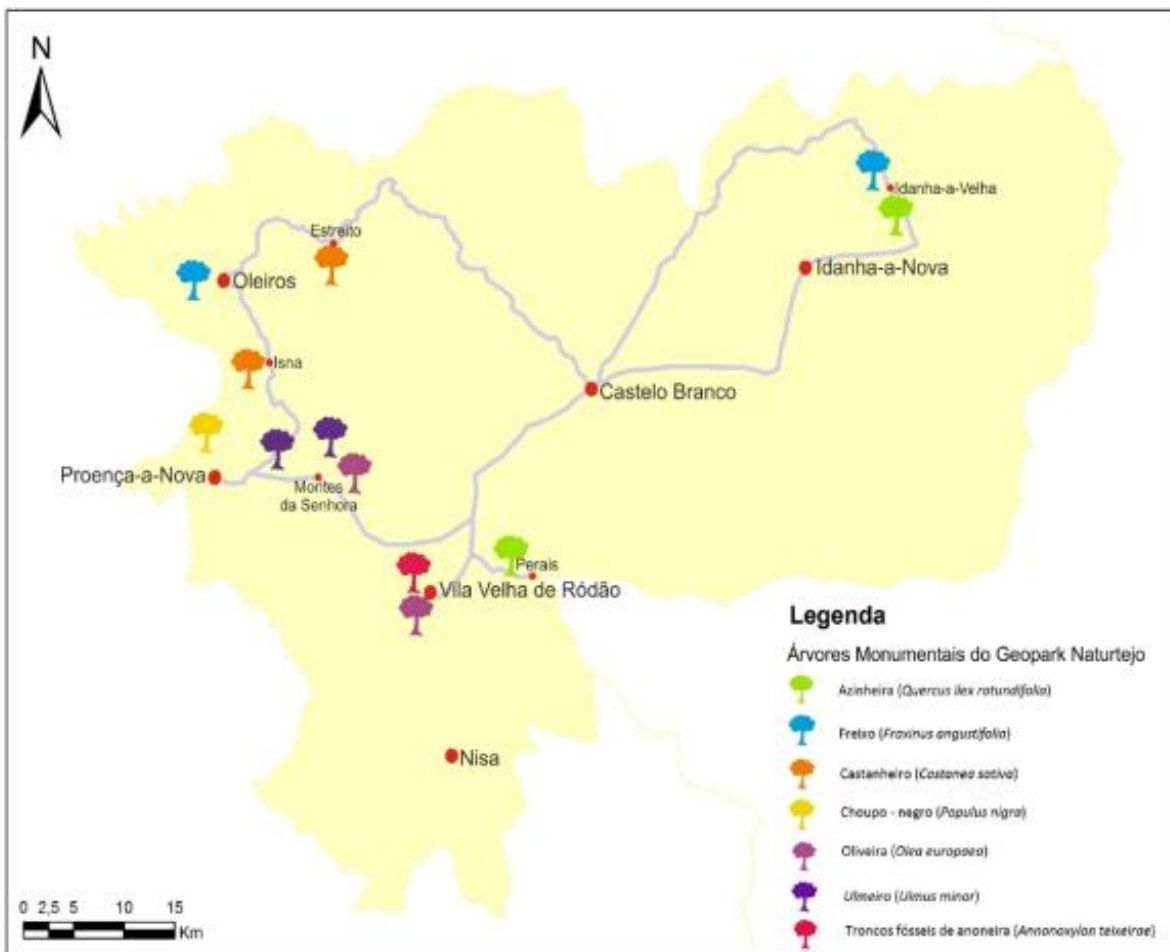 N
Idanha-a-Velha
Estreito
Oleiros
Idanha-a-Nova
Isna
Castelo Branco
Proença-a-Nova
Montes
da Senhora
Perais
Vila Velha de Ródão
Nisa
Legenda
Árvores Monumentais do Geopark Naturtejo
Azinheira (Quercus ilex rotundifolia)
Freixo (Fraxinus angustifolia)
Castanheiro (Castanea sativa)
Choupo - negro (Populus nigra)
Oliveira (Olea europaea)
Ulmeiro (Ulmus minor)
Troncos fósseis de anoneira (Annonoxylon teixeirae)
0 2,5 5 10 15
Km